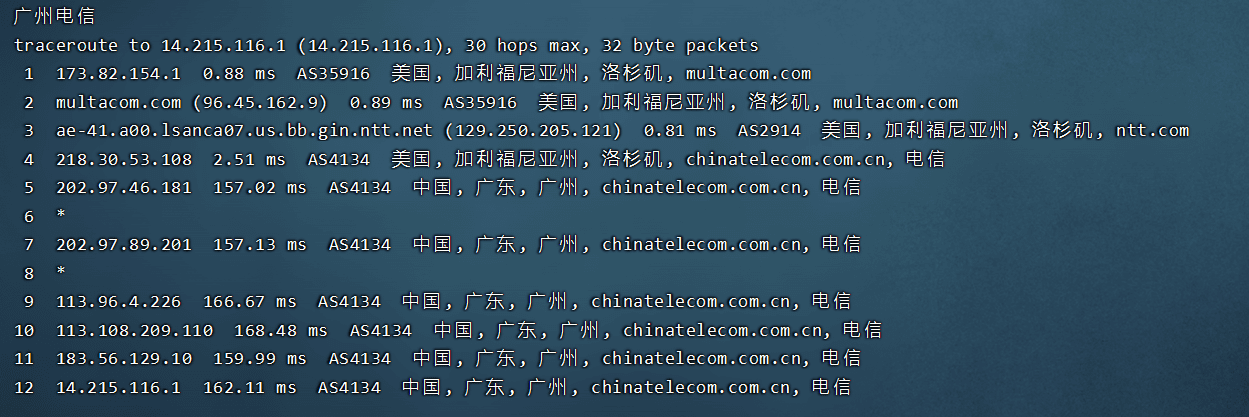 广州电信
traceroute to 14.215.116.1 (14.215.116.1), 30 hops max, 32 byte packets
1 173.82.154.1 0.88 ms AS35916 美国, 加利福尼亚州, 洛杉矶, multacom.com
2 multacom.com (96.45.162.9) 0.89 ms AS35916 美国, 加利福尼亚州, 洛杉矶, multacom.com
3 ae-41.a00.lsanca07.us.bb.gin.ntt.net (129.250.205.121) 0.81 ms AS2914 美国, 加利福尼亚州, 洛杉矶, ntt.com
4 218.30.53.108 2.51 ms AS4134 美国, 加利福尼亚州, 洛杉矶, chinatelecom.com.cn, 电信
5 202.97.46.181 157.02 ms AS4134 中国, 广东, 广州, chinatelecom.com.cn, 电信
6 *
7 202.97.89.201 157.13 ms AS4134 中国, 广东, 广州, chinatelecom.com.cn, 电信
8 *
9 113.96.4.226 166.67 ms AS4134 中国, 广东, 广州, chinatelecom.com.cn, 电信
10 113.108.209.110 168.48 ms AS4134 中国, 广东, 广州, chinatelecom.com.cn, 电信
11 183.56.129.10 159.99 ms AS4134 中国, 广东, 广州, chinatelecom.com.cn, 电信
12 14.215.116.1 162.11 ms AS4134 中国, 广东, 广州, chinatelecom.com.cn, 电信